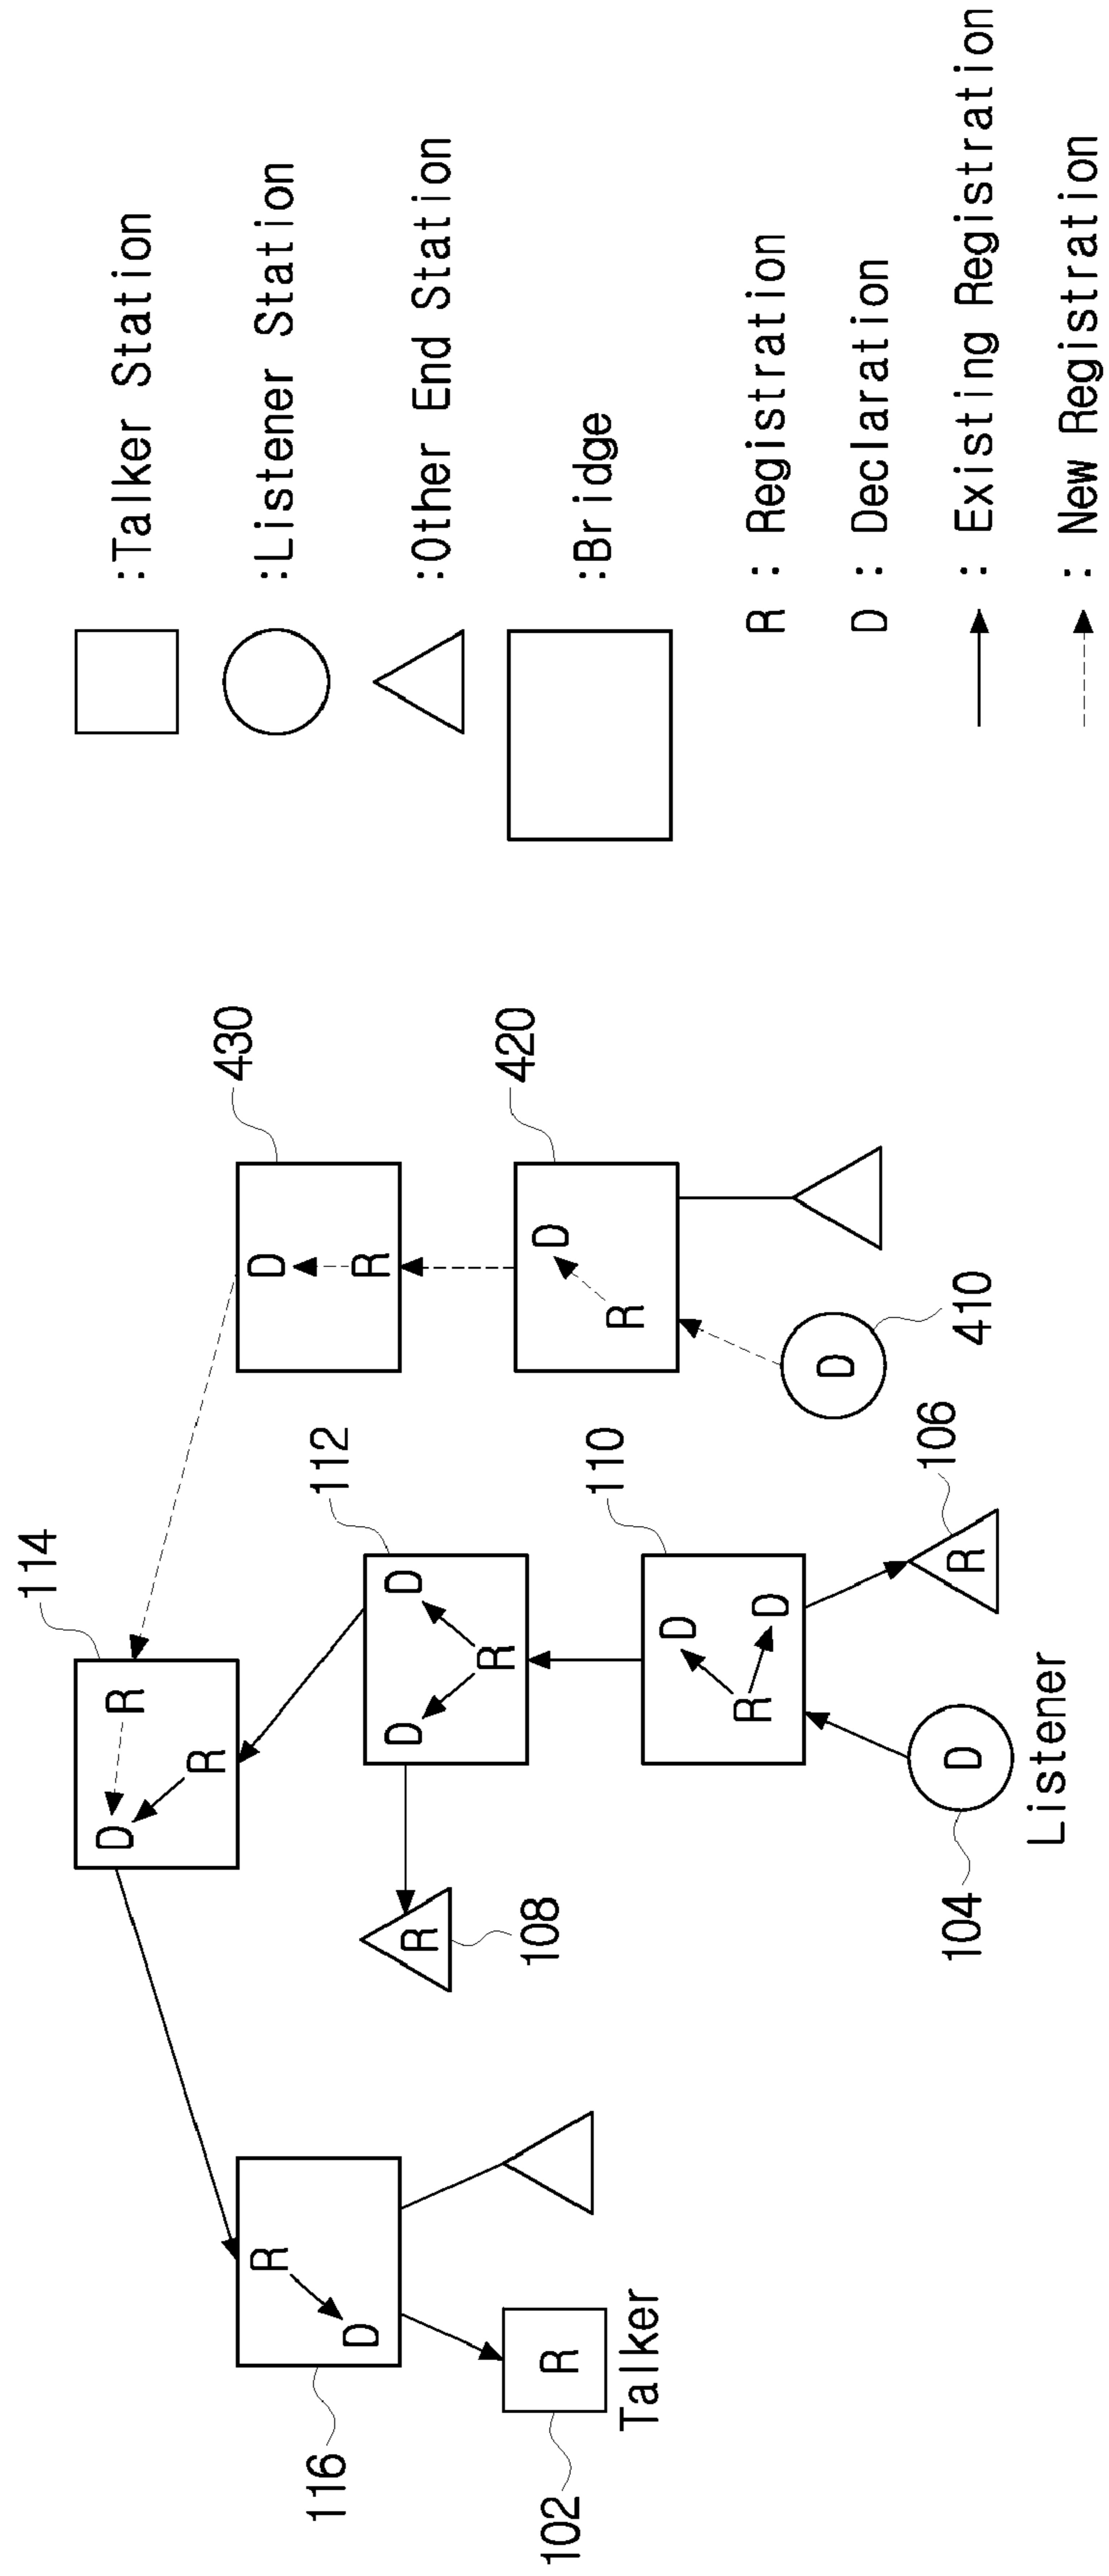 114
116
R
D
R
D
R
102
Talker
R
D
108
R
112
D
D
R
110
D
D
R
106
R
104
D
Listener
430
D
R
420
D
R
410
D
::Talker Station
::Listener Station
:Other End Station
::Bridge
R : Registration
D : Declaration
: Existing Registration
: New Registration